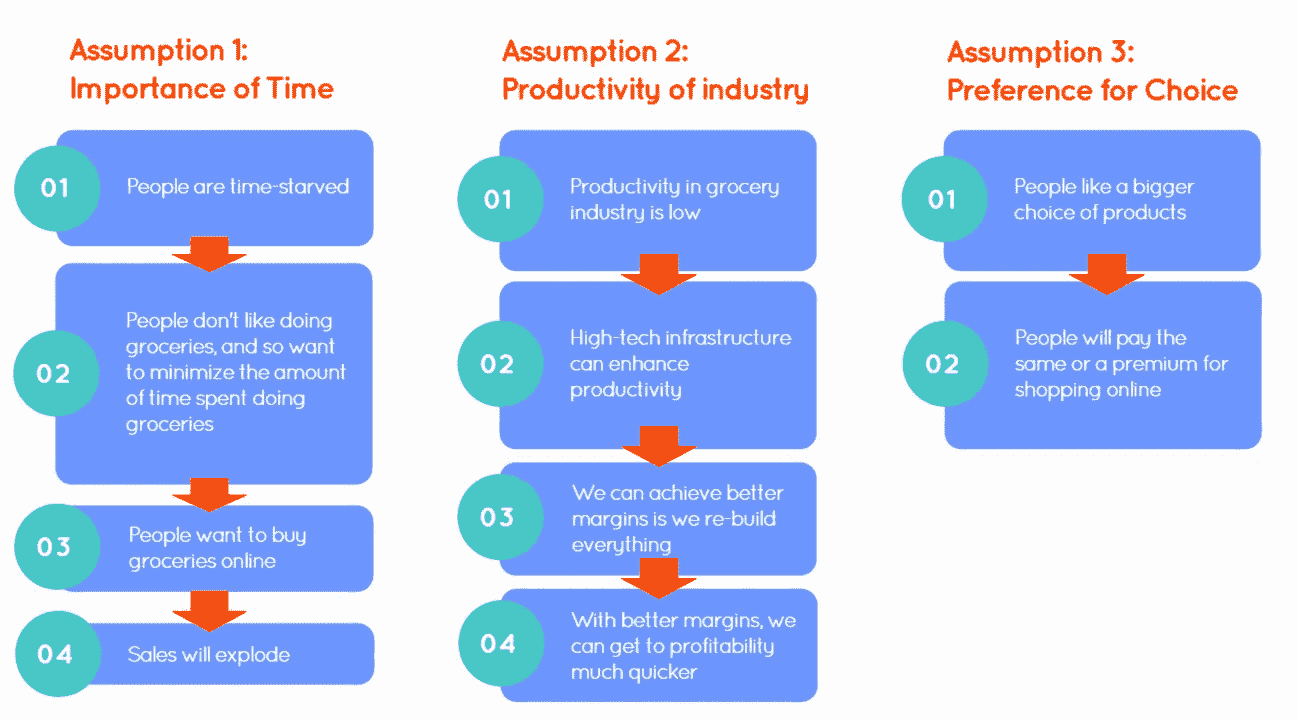 Assumption 1:
Importance of Time
01
People are time-starved
02
People don't like doing
groceries, and so want
to minimize the amount
of time spent doing
groceries
03
People want to buy
groceries online
04
Sales will explode
Assumption 2:
Productivity of industry
01
Productivity in grocery
industry is low
02
High-tech infrastructure
can enhance
productivity
03
We can achieve better
margins is we re-build
everything
04
With better margins, we
can get to profitability
much quicker
Assumption 3:
Preference for Choice
01
People like a bigger
choice of products
02
People will pay the
same or a premium for
shopping online